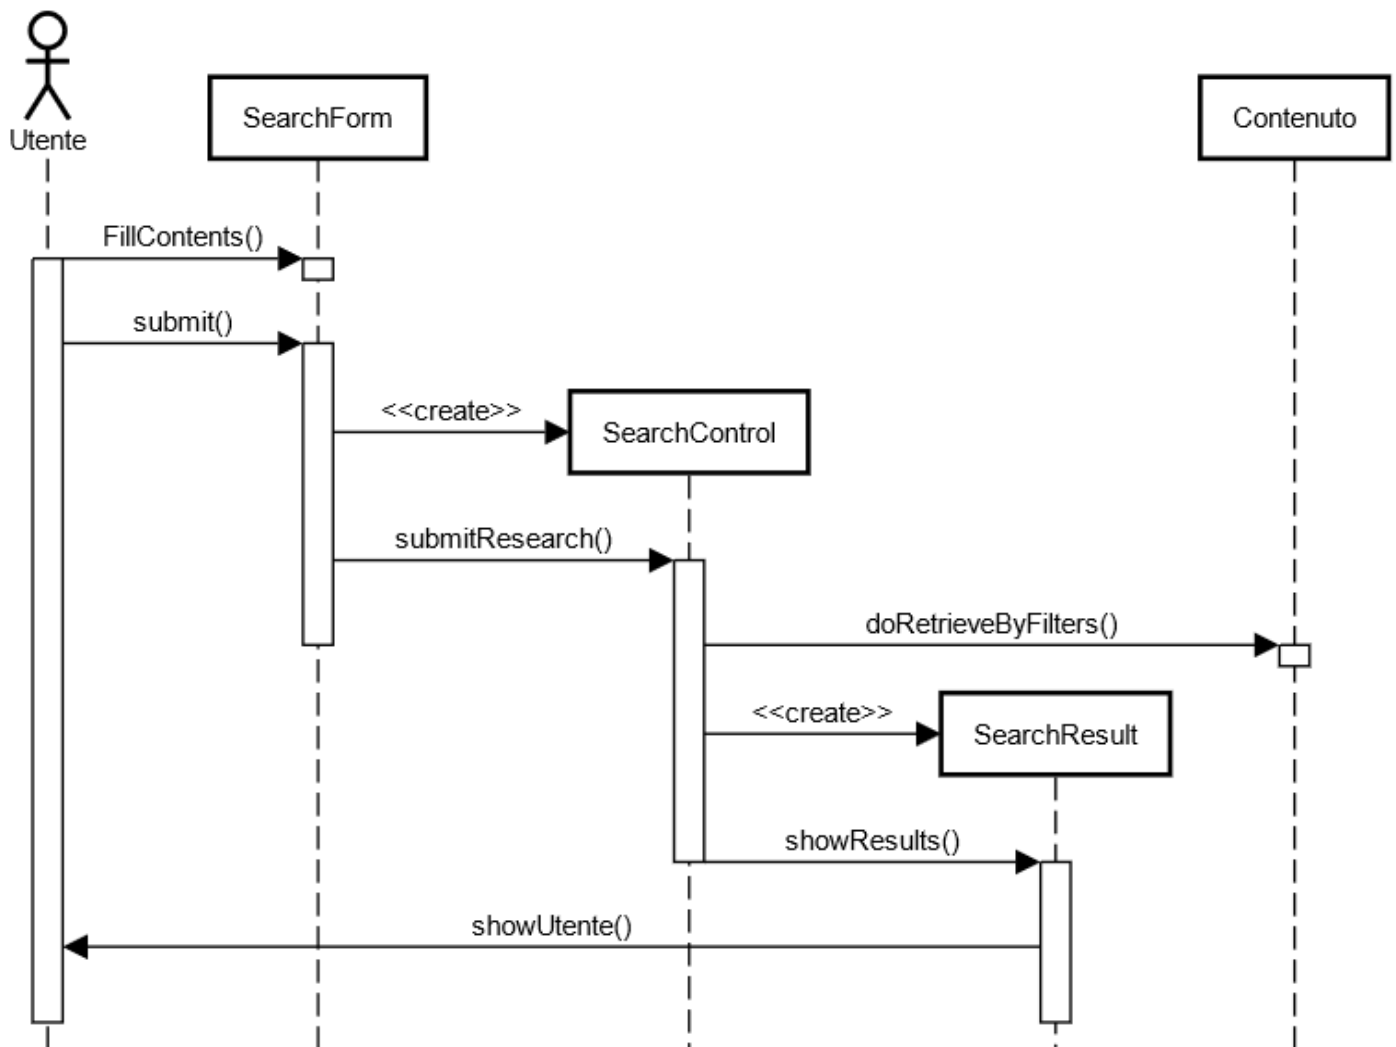 Utente
SearchForm
Contenuto
FillContents()
submit()
<<create>>
SearchControl
submitResearch()
doRetrieveByFilters()
<<create>>
SearchResult
showResults()
showUtente()